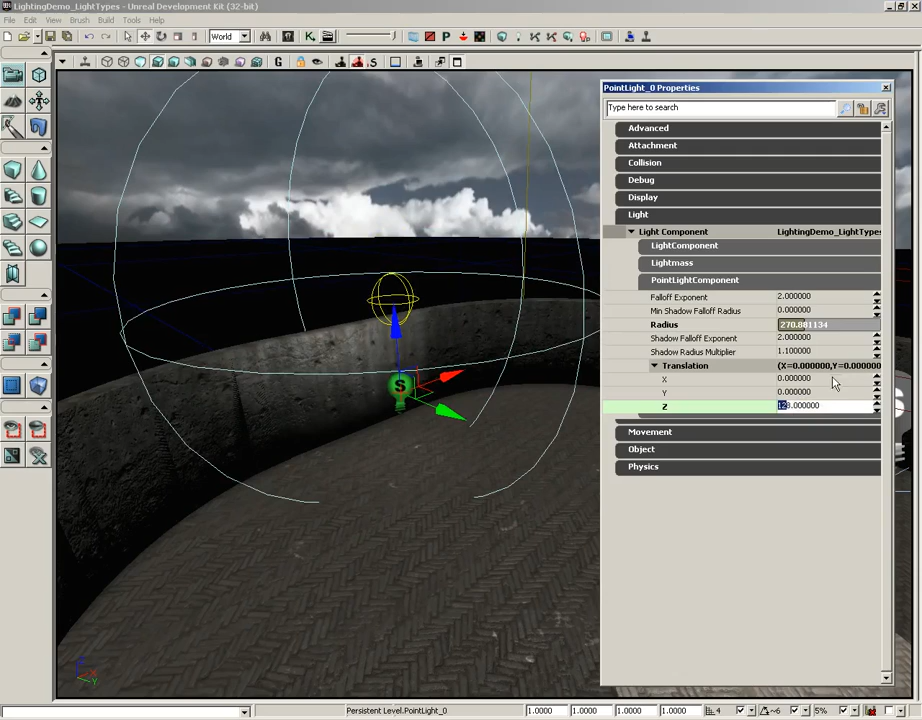 LightingDemo_LightTypes - Unreal Development Kit (32-bit)
File Edit View Brush Build Tools Help
World
G
S
PointLight_0 Properties
Type here to search
Advanced
Attachment
Collision
Debug
Display
Light
Light Component LightingDemo_LightTypes
LightComponent
Lightmass
PointLightComponent
Falloff Exponent 2.000000
Min Shadow Falloff Radius 0.000000
Radius 270.881134
Shadow Falloff Exponent 2.000000
Shadow Radius Multiplier 1.100000
Translation (X=0.000000,Y=0.000000
X 0.000000
Y 0.000000
Z 128.000000
Movement
Object
Physics
S
S
Z
X
Y
Persistent Level.PointLight_0 1.0000 1.0000 1.0000 1.0000 4 ~6 5%